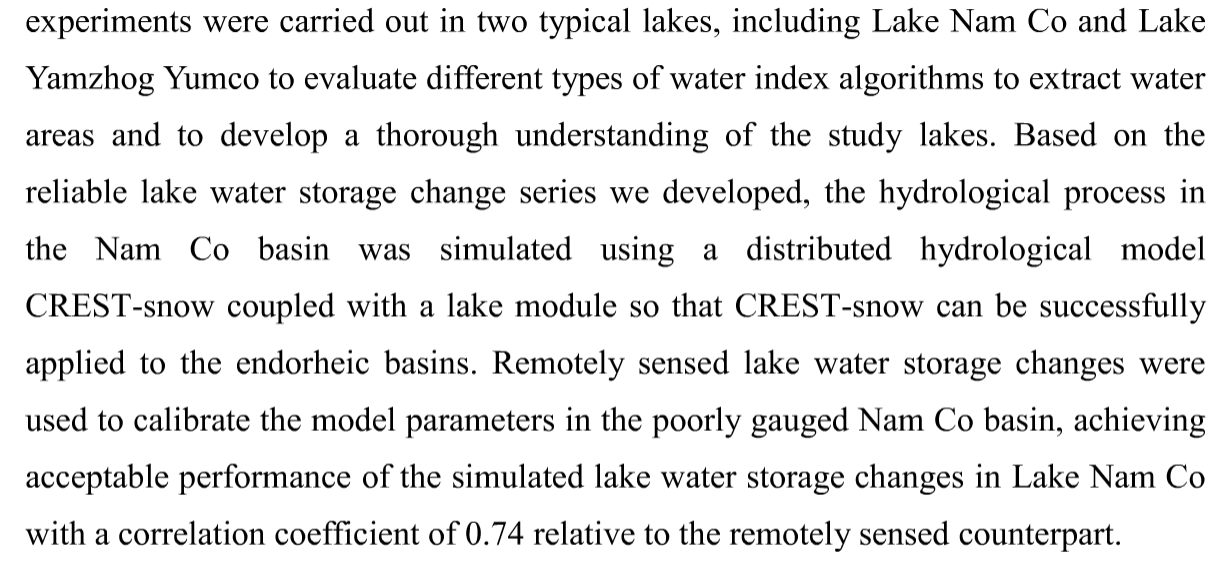 experiments were carried out in two typical lakes, including Lake Nam Co and Lake
Yamzhog Yumco to evaluate different types of water index algorithms to extract water
areas and to develop a thorough understanding of the study lakes. Based on the
reliable lake water storage change series we developed, the hydrological process in
the Nam Co basin was simulated using a distributed hydrological model
CREST-snow coupled with a lake module so that CREST-snow can be successfully
applied to the endorheic basins. Remotely sensed lake water storage changes were
used to calibrate the model parameters in the poorly gauged Nam Co basin, achieving
acceptable performance of the simulated lake water storage changes in Lake Nam Co
with a correlation coefficient of 0.74 relative to the remotely sensed counterpart.